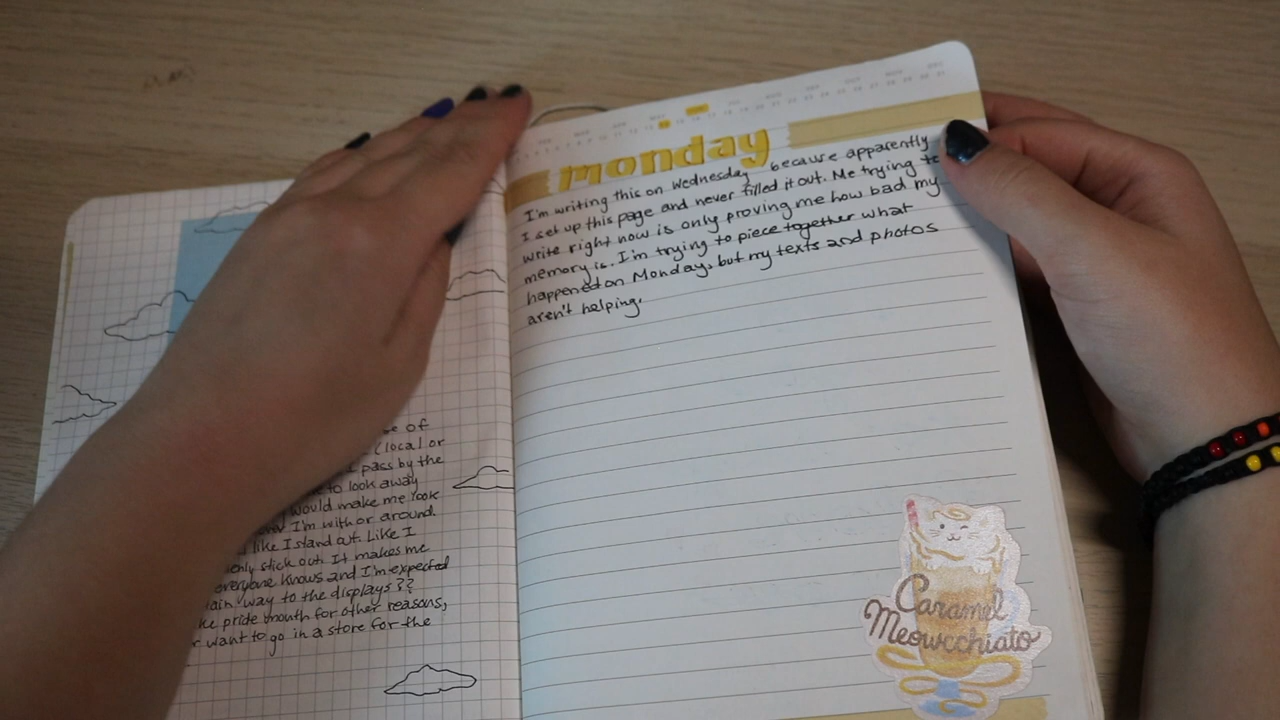 se of
(local or
I pass by the
to look away
would make me look
I'm with or around.
like I stand out. Like I
only stick out. It makes me
everyone knows and I'm expected
way to the displays??
pride month for other reasons,
want to go in a store for the
monday
I'm writing this on Wednesday because apparently
I set up this page and never filled it out. Me trying to
write right now is only proving me how bad my
memory is. I'm trying to piece together what
happened on Monday, but my texts and photos
aren't helping.
Caramel
Meowcchiato